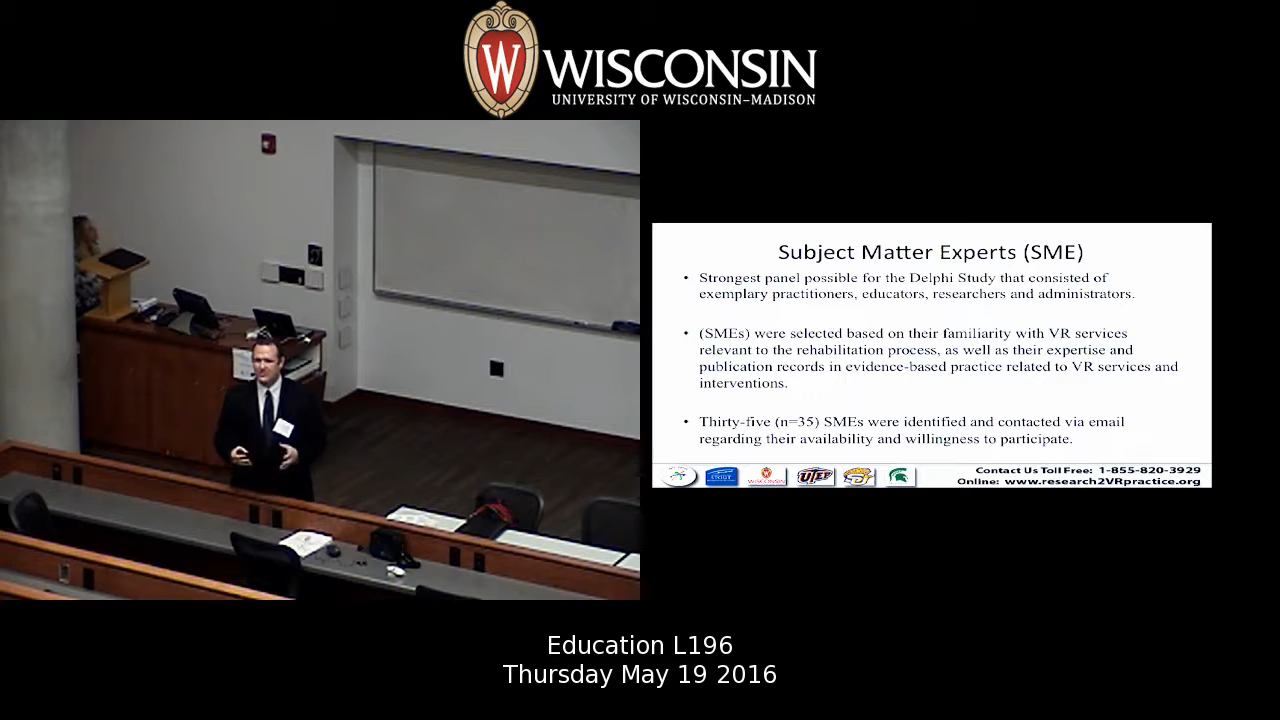 W WISCONSIN
UNIVERSITY OF WISCONSIN–MADISON
Subject Matter Experts (SME)
• Strongest panel possible for the Delphi Study that consisted of
exemplary practitioners, educators, researchers and administrators.
• (SMEs) were selected based on their familiarity with VR services
relevant to the rehabilitation process, as well as their expertise and
publication records in evidence-based practice related to VR services and
interventions.
• Thirty-five (n=35) SMEs were identified and contacted via email
regarding their availability and willingness to participate.
WISCONSIN
UTEP
Contact Us Toll Free: 1-855-820-3929
Online: www.research2VRpractice.org
Education L196
Thursday May 19 2016